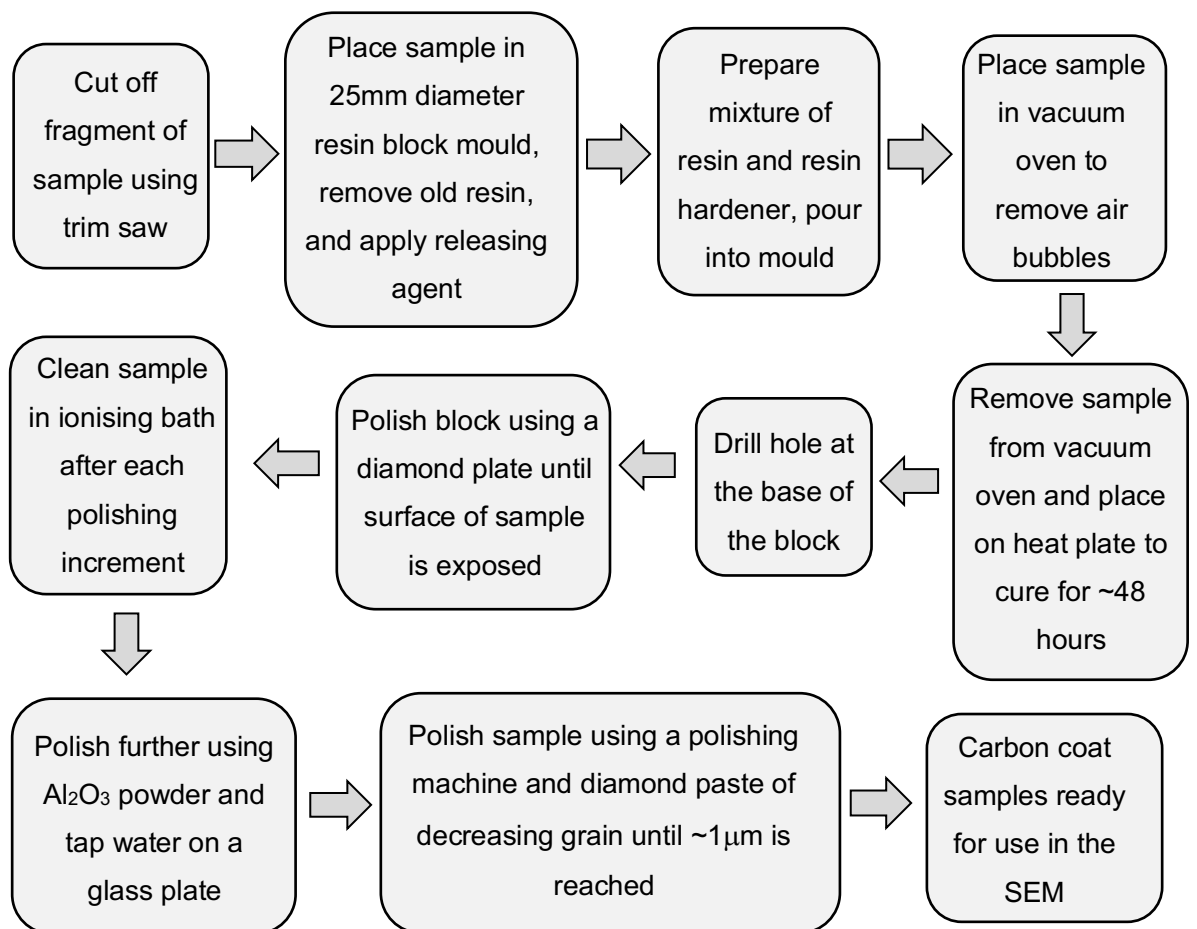 Cut off
fragment of
sample using
trim saw
Place sample in
25mm diameter
resin block mould,
remove old resin,
and apply releasing
agent
Prepare
mixture of
resin and resin
hardener, pour
into mould
Place sample
in vacuum
oven to
remove air
bubbles
Remove sample
from vacuum
oven and place
on heat plate to
cure for ~48
hours
Drill hole at
the base of
the block
Polish block using a
diamond plate until
surface of sample
is exposed
Clean sample
in ionising bath
after each
polishing
increment
Polish further using
Al₂O₃ powder and
tap water on a
glass plate
Polish sample using a polishing
machine and diamond paste of
decreasing grain until ~1μm is
reached
Carbon coat
samples ready
for use in the
SEM